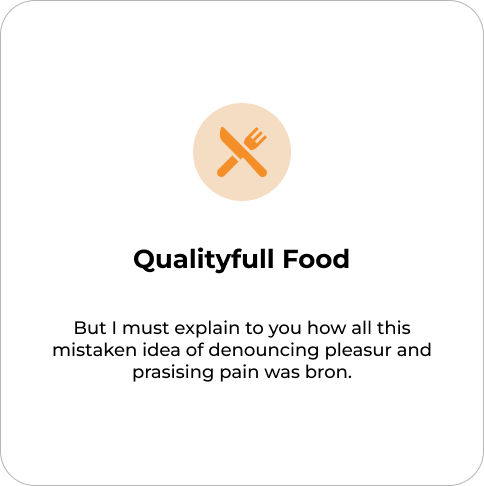 Qualityfull Food
But I must explain to you how all this
mistaken idea of denouncing pleasur and
prasising pain was bron.